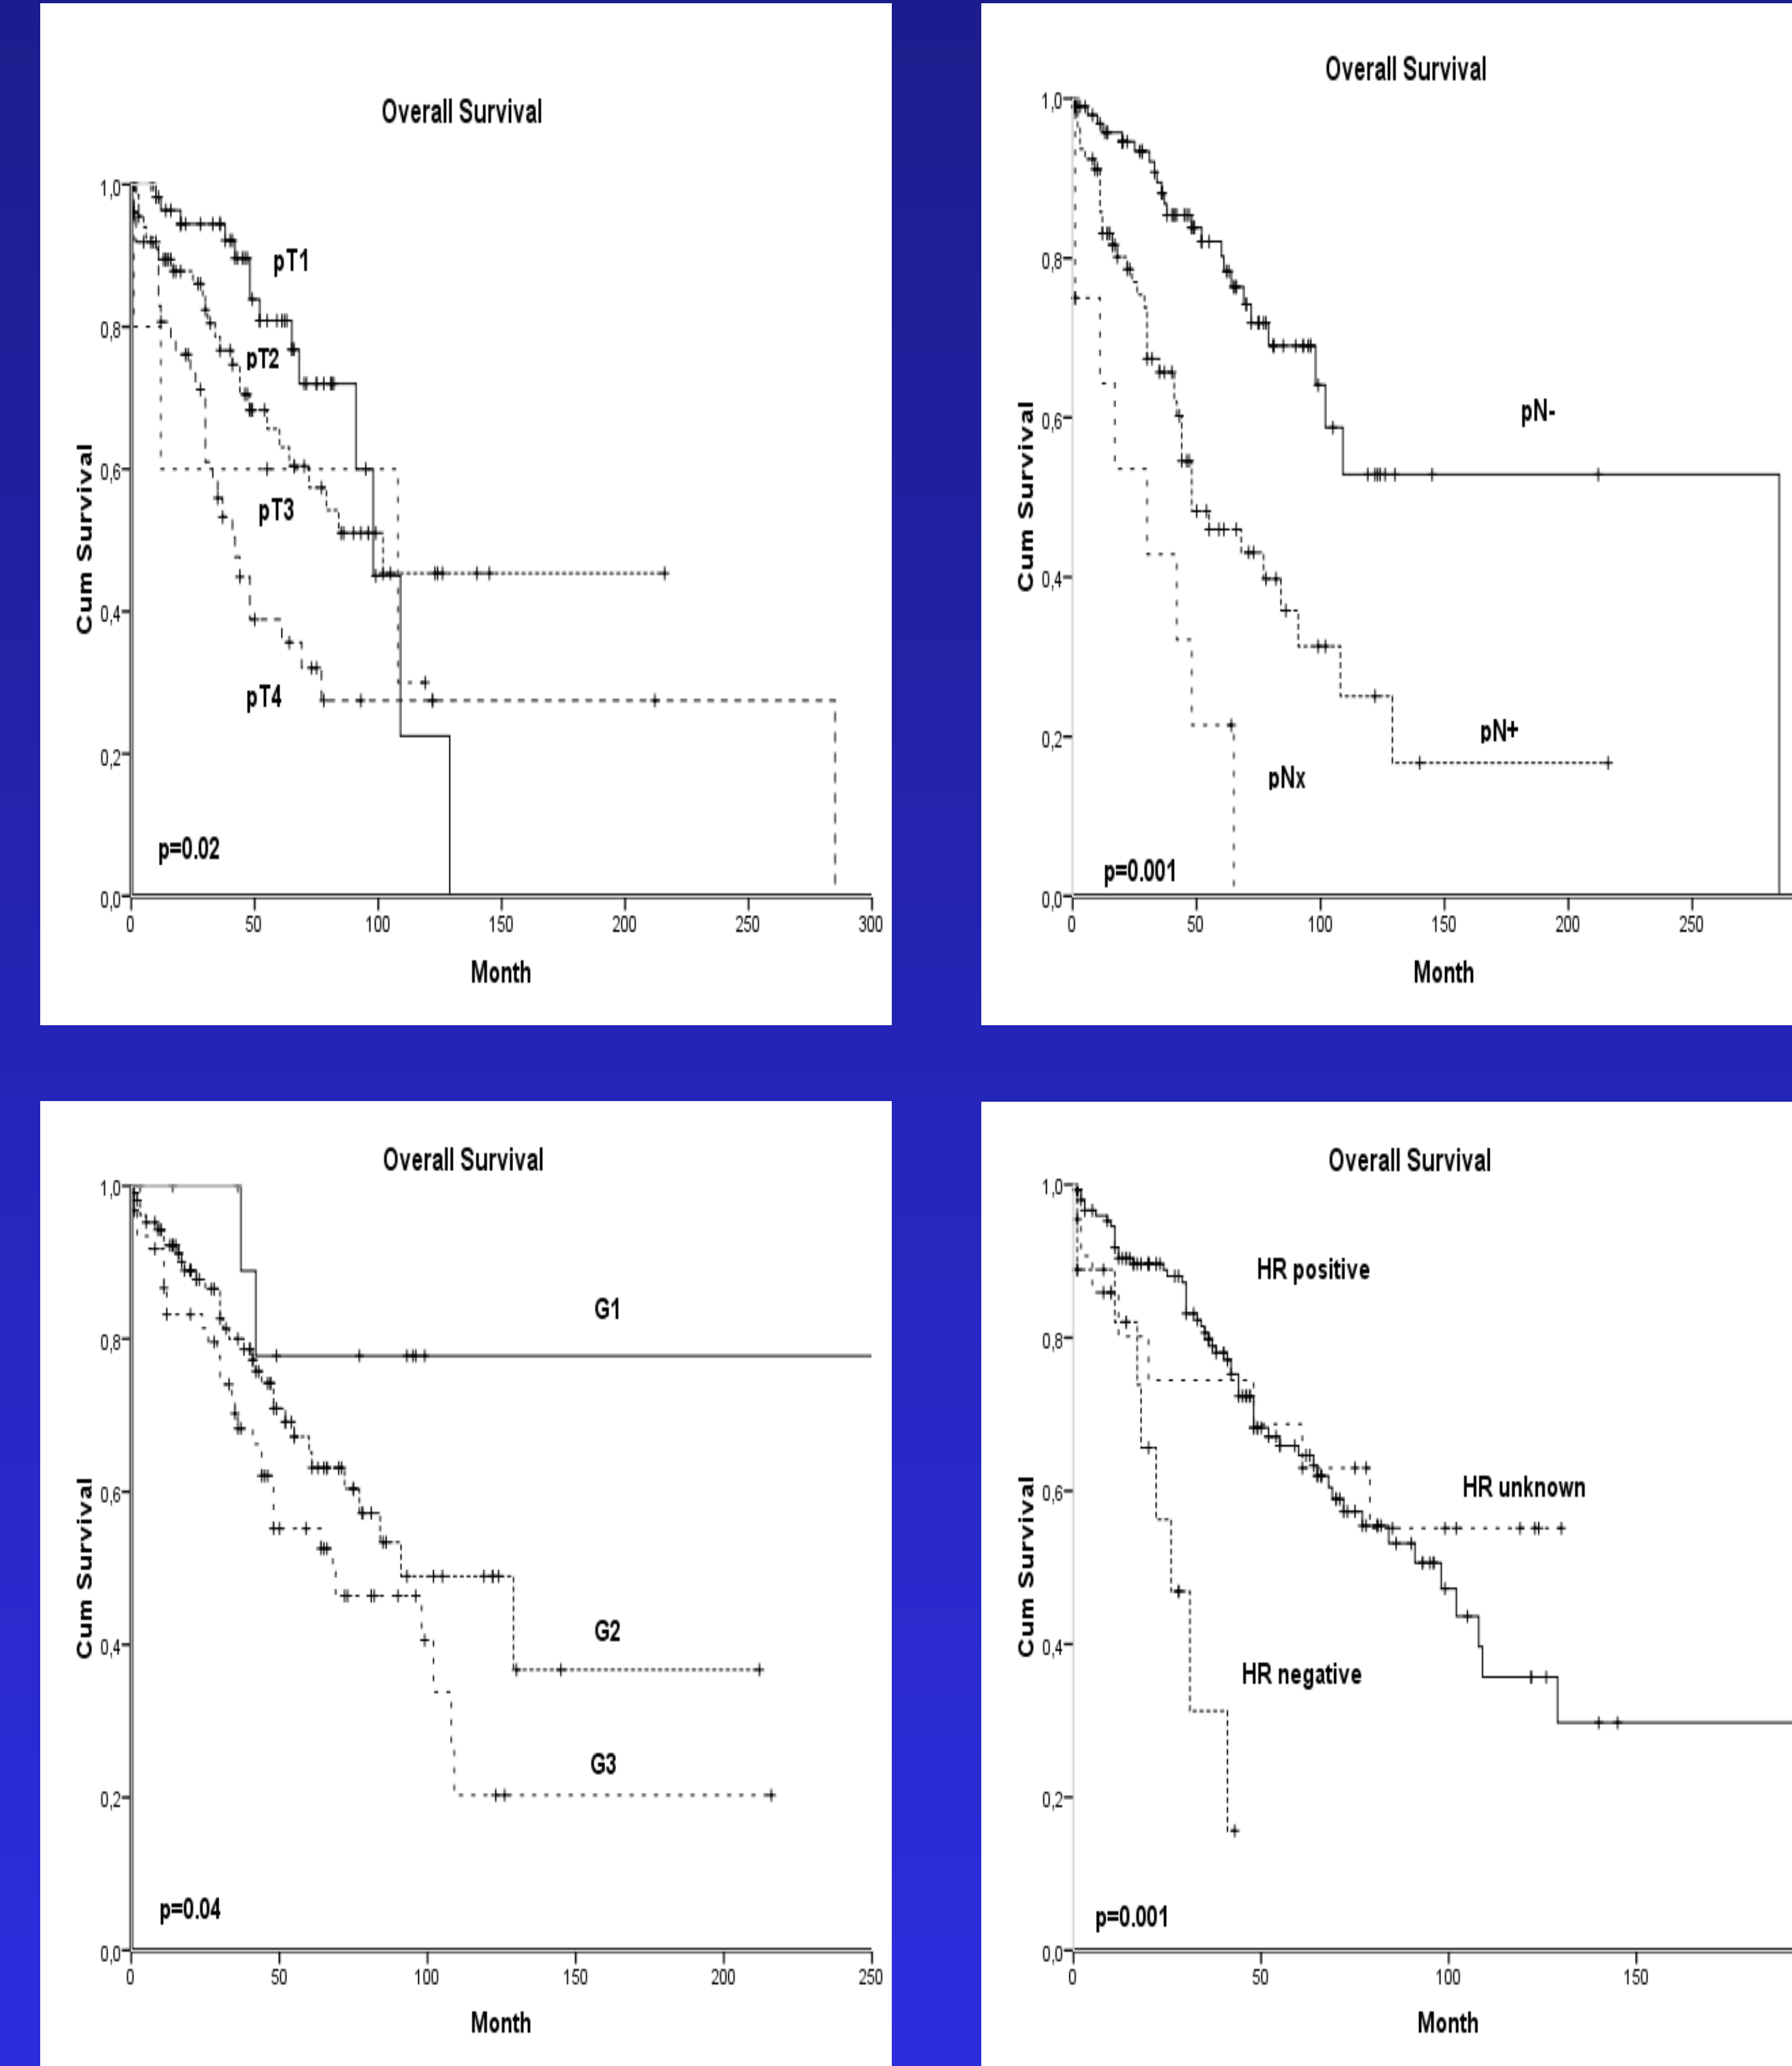 Overall Survival
1,0
0,8
0,6
0,4
0,2
0,0
Cum Survival
pT1
pT2
pT3
pT4
p=0.02
0 50 100 150 200 250 300
Month
Overall Survival
1,0
0,8
0,6
0,4
0,2
0,0
Cum Survival
pN-
pN+
pNx
p=0.001
0 50 100 150 200 250
Month
Overall Survival
1,0
0,8
0,6
0,4
0,2
0,0
Cum Survival
G1
G2
G3
p=0.04
0 50 100 150 200 250
Month
Overall Survival
1,0
0,8
0,6
0,4
0,2
0,0
Cum Survival
HR positive
HR unknown
HR negative
p=0.001
0 50 100 150
Month